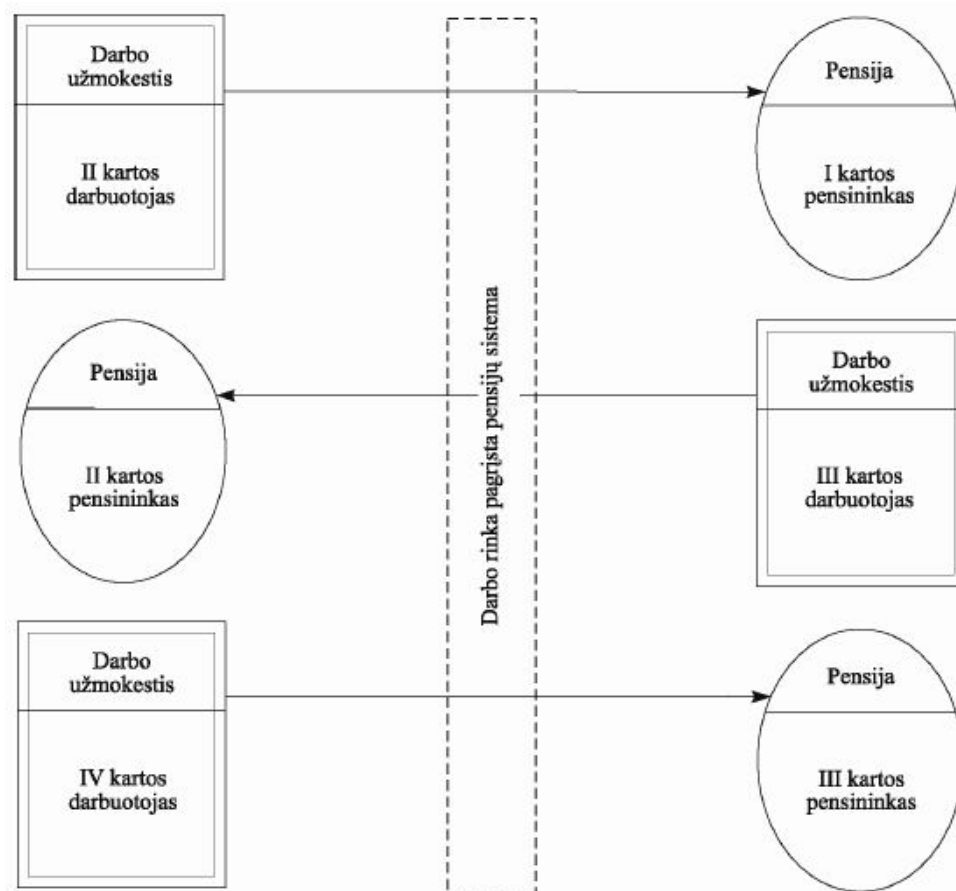 Darbo
užmokestis
II kartos
darbuotojas
Pensija
I kartos
pensininkas
Darbo rinka pagrįsta pensijų sistema
Pensija
II kartos
pensininkas
Darbo
užmokestis
III kartos
darbuotojas
Darbo
užmokestis
IV kartos
darbuotojas
Pensija
III kartos
pensininkas